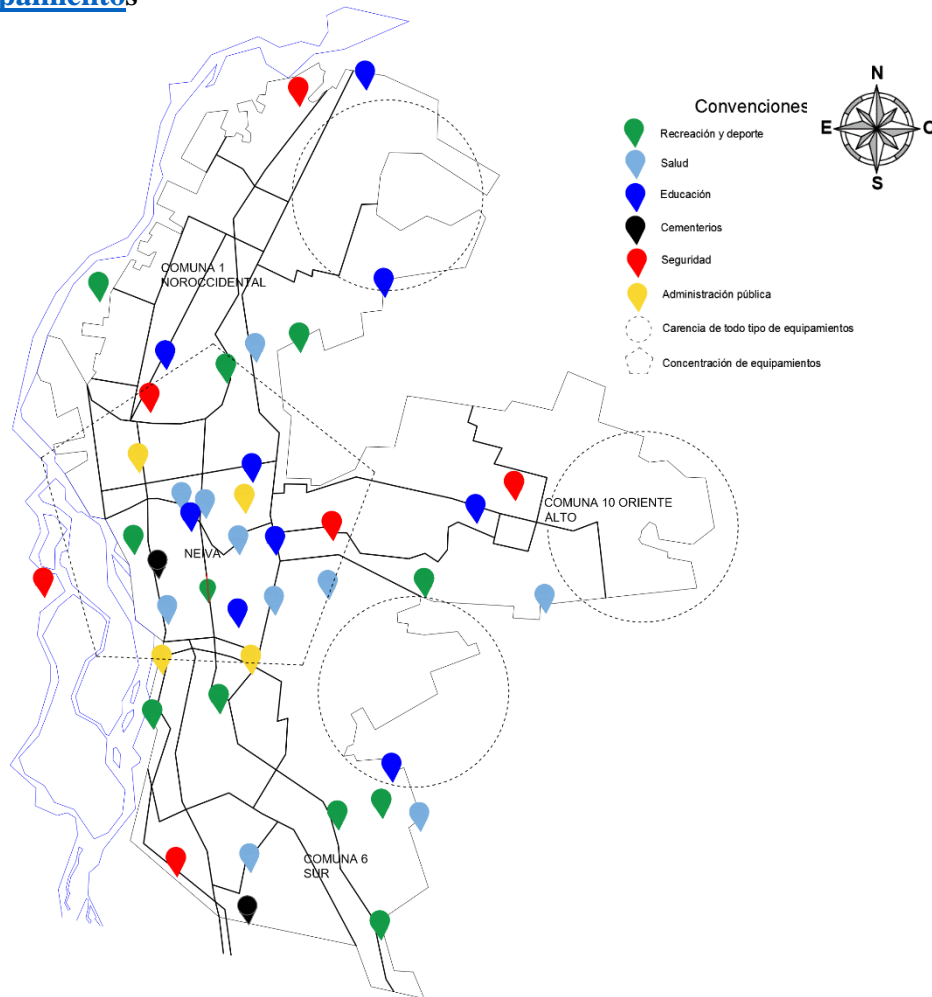 pamientos
Convenciones
Recreación y deporte
Salud
Educación
Cementerios
Seguridad
Administración pública
Carencia de todo tipo de equipamientos
Concentración de equipamientos
N
E
O
S
COMUNA 1
NOROCCIDENTAL
COMUNA 10 ORIENTE
ALTO
NEIVA
COMUNA 6
SUR